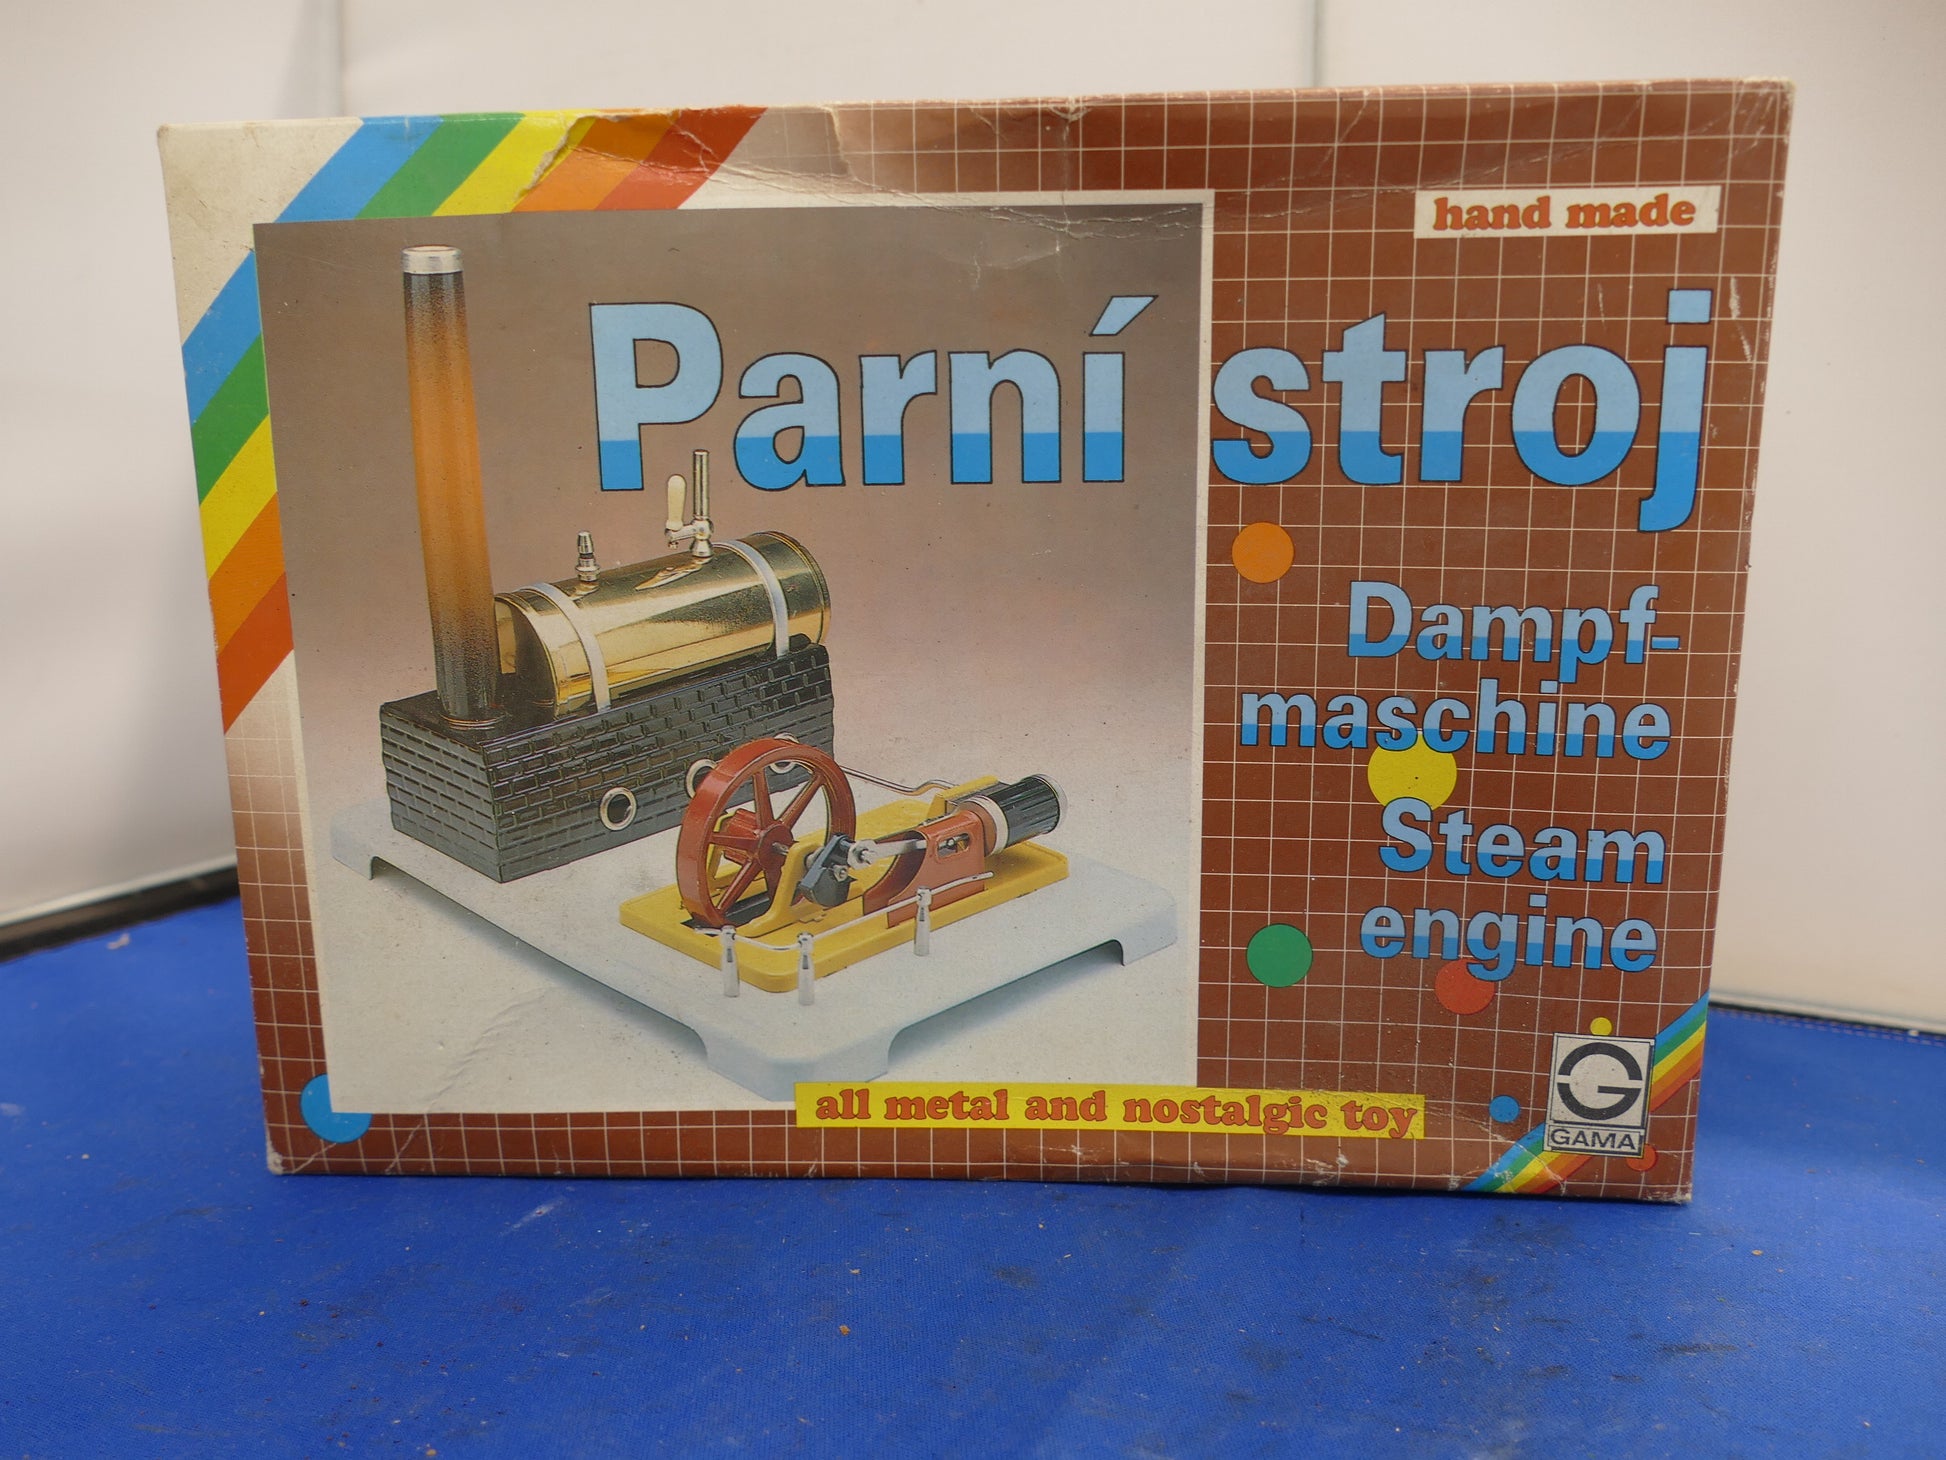 hand made
Parní stroj
Dampf-
maschine
Steam
engine
all metal and nostalgic toy
G
GAMA